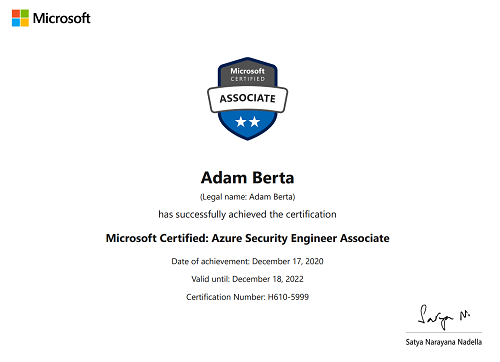 Microsoft
Microsoft
CERTIFIED
ASSOCIATE
Adam Berta
(Legal name: Adam Berta)
has successfully achieved the certification
Microsoft Certified: Azure Security Engineer Associate
Date of achievement: December 17, 2020
Valid until: December 18, 2022
Certification Number: H610-5999
Satya N.
Satya Narayana Nadella